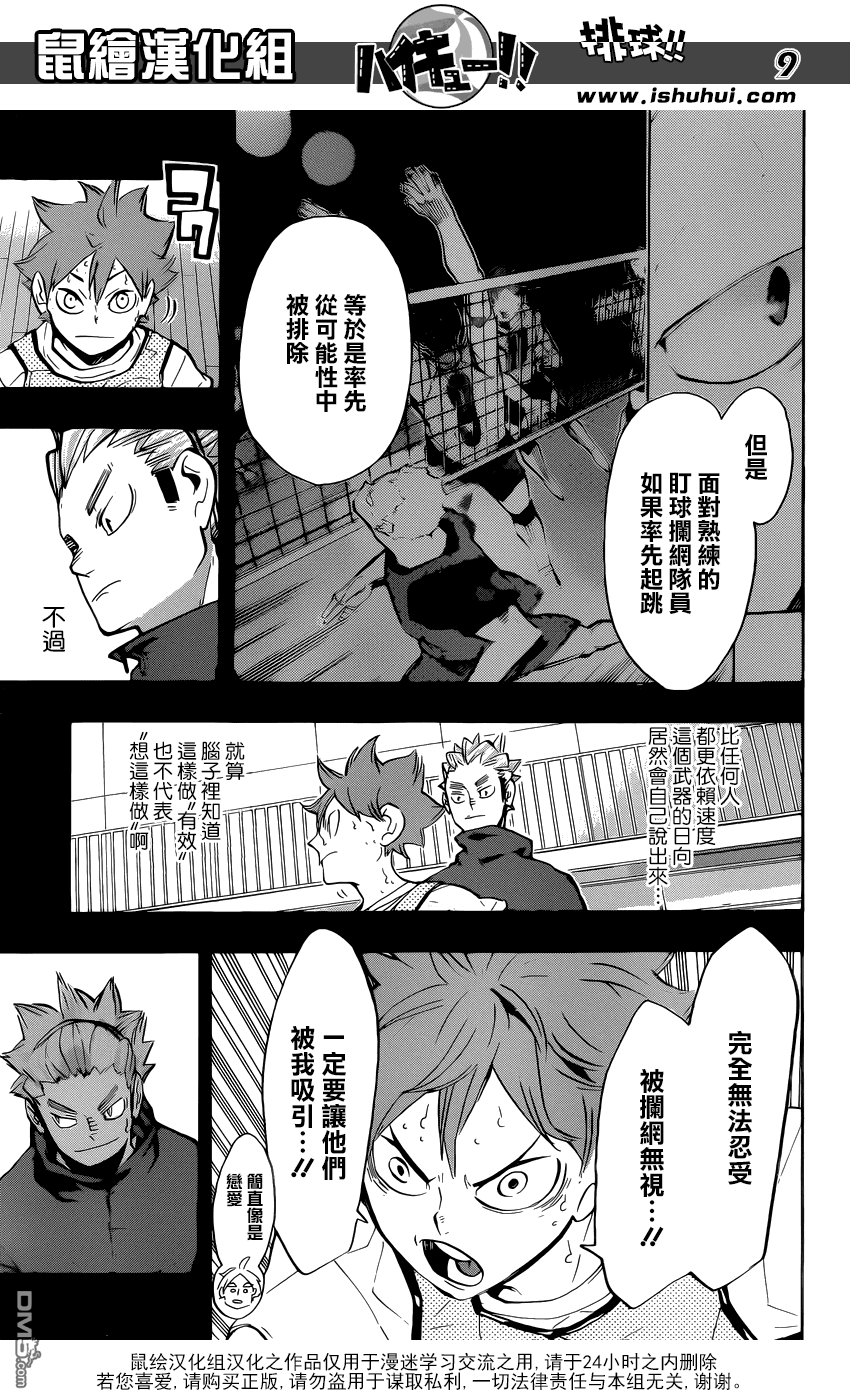 鼠繪漢化組
ハイキュー!!
排球!!
9
www.ishuhui.com
但是
面對熟練的
盯球攔網隊員
如果率先起跳
等於是率先
從可能性中
被排除
コク
不過
比任何人
都更依賴速度
這個武器的日向
居然會自己說出來…
就算
腦子裡知道
這樣做〝有效〞
也不代表
〝想這樣做〞啊
完全無法忍受
被攔網無視…!!
一定要讓他們
被我吸引…!!
簡直像是
戀愛
DM5.com
鼠绘汉化组汉化之作品仅用于漫迷学习交流之用, 请于24小时之内删除
若您喜爱, 请购买正版, 请勿盗用于谋取私利, 一切法律责任与本组无关, 谢谢。